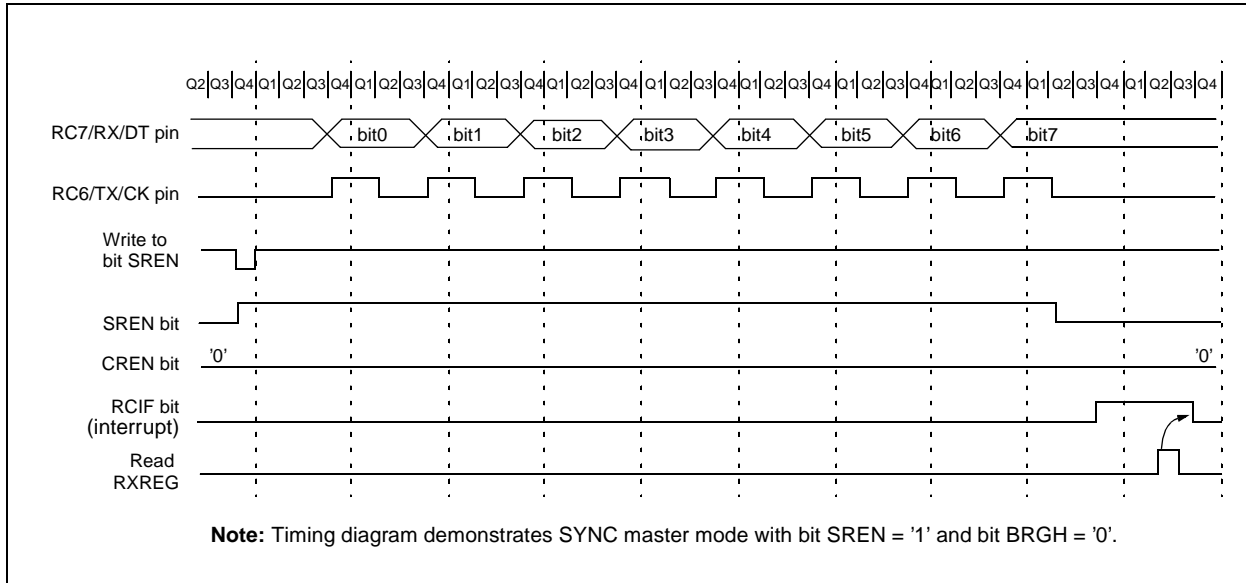 Q2 Q3 Q4 Q1 Q2 Q3 Q4 Q1 Q2 Q3 Q4 Q1 Q2 Q3 Q4 Q1 Q2 Q3 Q4 Q1 Q2 Q3 Q4 Q1 Q2 Q3 Q4 Q1 Q2 Q3 Q4 Q1 Q2 Q3 Q4 Q1 Q2 Q3 Q4 Q1 Q2 Q3 Q4
RC7/RX/DT pin bit0 bit1 bit2 bit3 bit4 bit5 bit6 bit7
RC6/TX/CK pin
Write to
bit SREN
SREN bit
CREN bit '0' '0'
RCIF bit
(interrupt)
Read
RXREG
Note: Timing diagram demonstrates SYNC master mode with bit SREN = '1' and bit BRGH = '0'.